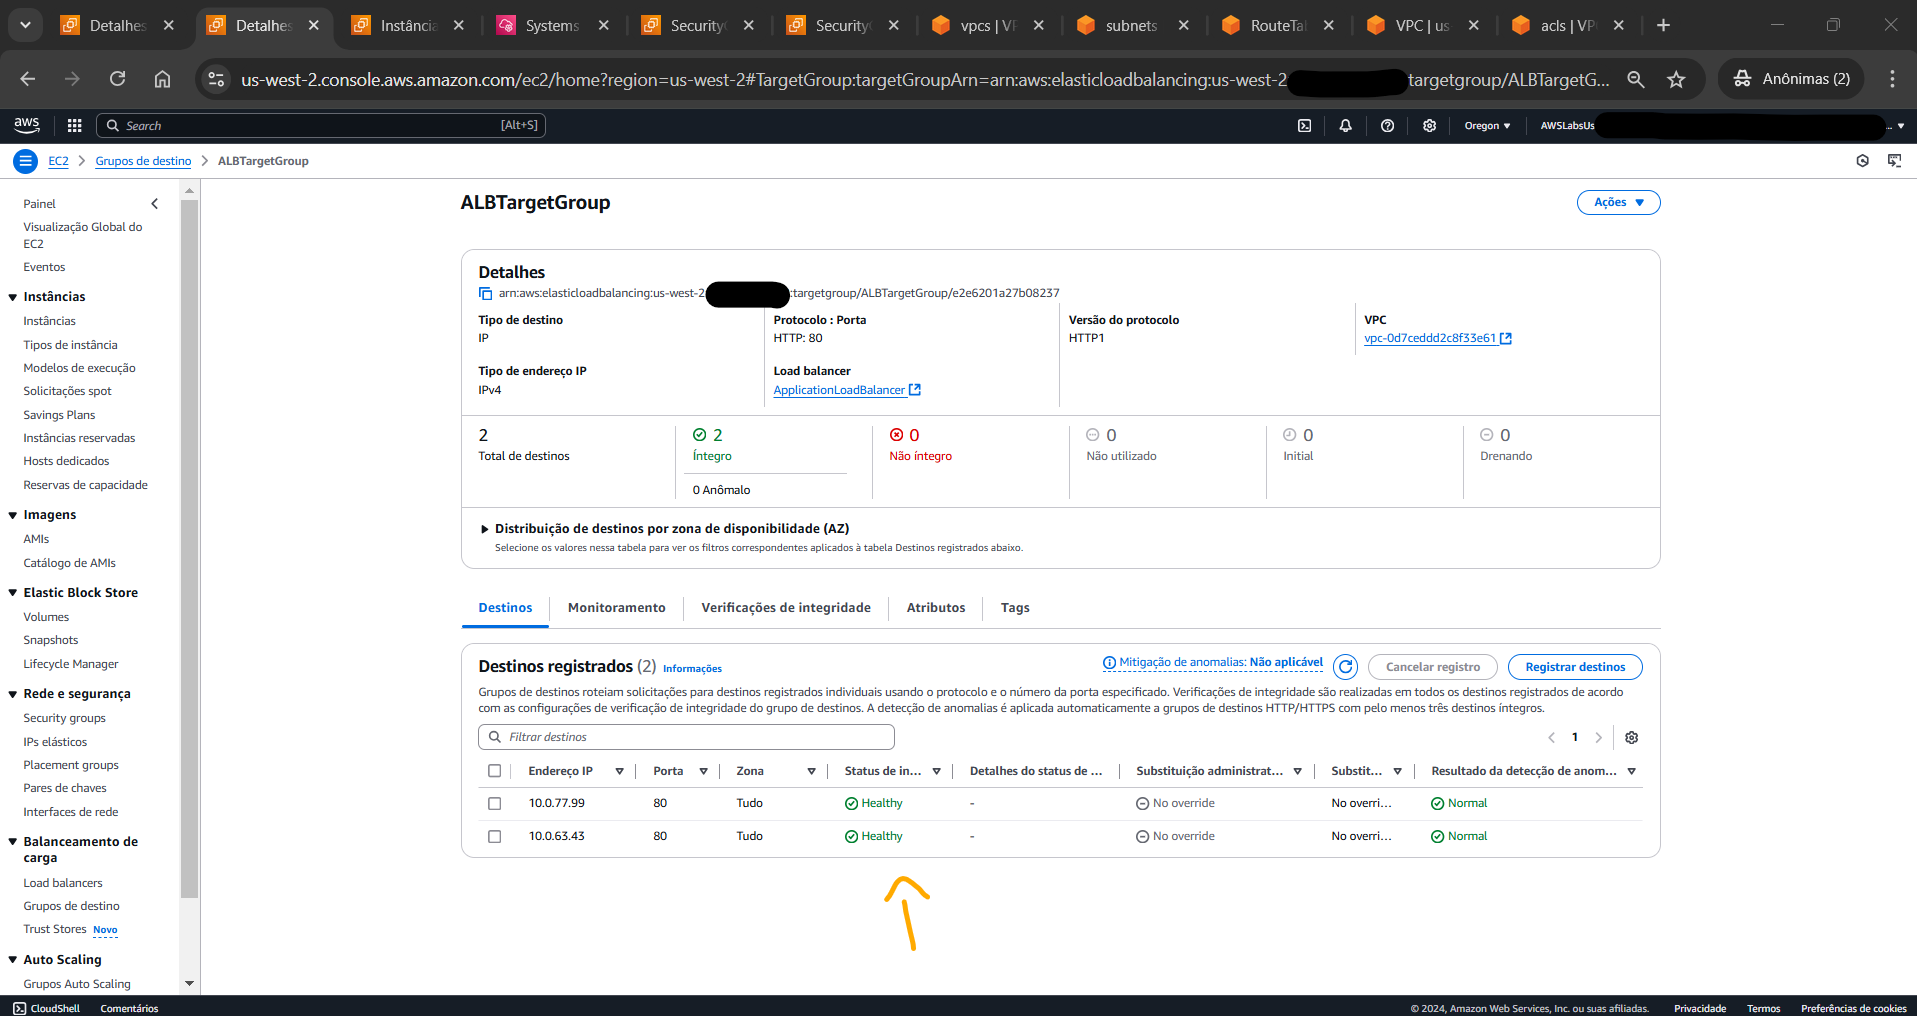 Detalhes
Detalhes
Instância
Systems
Security
Security
vpcs | VP
subnets
RouteTal
VPC | us
acls | VP
us-west-2.console.aws.amazon.com/ec2/home?region=us-west-2#TargetGroup:targetGroupArn=arn:aws:elasticloadbalancing:us-west-2 targetgroup/ALBTargetG...
Anônimas (2)
aws
Search
[Alt+S]
Oregon
AWSLabsUs ...
EC2 > Grupos de destino > ALBTargetGroup
Painel
Visualização Global do
EC2
Eventos
Instâncias
Instâncias
Tipos de instância
Modelos de execução
Solicitações spot
Savings Plans
Instâncias reservadas
Hosts dedicados
Reservas de capacidade
Imagens
AMIs
Catálogo de AMIs
Elastic Block Store
Volumes
Snapshots
Lifecycle Manager
Rede e segurança
Security groups
IPs elásticos
Placement groups
Pares de chaves
Interfaces de rede
Balanceamento de
carga
Load balancers
Grupos de destino
Trust Stores Novo
Auto Scaling
Grupos Auto Scaling
ALBTargetGroup
Ações
Detalhes
arn:aws:elasticloadbalancing:us-west-2 :targetgroup/ALBTargetGroup/e2e6201a27b08237
Tipo de destino
IP
Protocolo : Porta
HTTP: 80
Versão do protocolo
HTTP1
VPC
vpc-0d7ceddd2c8f33e61
Tipo de endereço IP
IPv4
Load balancer
ApplicationLoadBalancer
2
Total de destinos
2
Íntegro
0 Anômalo
0
Não íntegro
0
Não utilizado
0
Initial
0
Drenando
Distribuição de destinos por zona de disponibilidade (AZ)
Selecione os valores nessa tabela para ver os filtros correspondentes aplicados à tabela Destinos registrados abaixo.
Destinos Monitoramento Verificações de integridade Atributos Tags
Destinos registrados (2) Informações
Mitigação de anomalias: Não aplicável
Cancelar registro
Registrar destinos
Grupos de destinos roteiam solicitações para destinos registrados individuais usando o protocolo e o número da porta especificado. Verificações de integridade são realizadas em todos os destinos registrados de acordo
com as configurações de verificação de integridade do grupo de destinos. A detecção de anomalias é aplicada automaticamente a grupos de destinos HTTP/HTTPS com pelo menos três destinos íntegros.
Filtrar destinos
1
Endereço IP Porta Zona Status de in... Detalhes do status de ... Substituição administrat... Substit... Resultado da detecção de anom...
10.0.77.99 80 Tudo Healthy - No override No overri... Normal
10.0.63.43 80 Tudo Healthy - No override No overri... Normal
CloudShell Comentários
© 2024, Amazon Web Services, Inc. ou suas afiliadas. Privacidade Termos Preferências de cookies